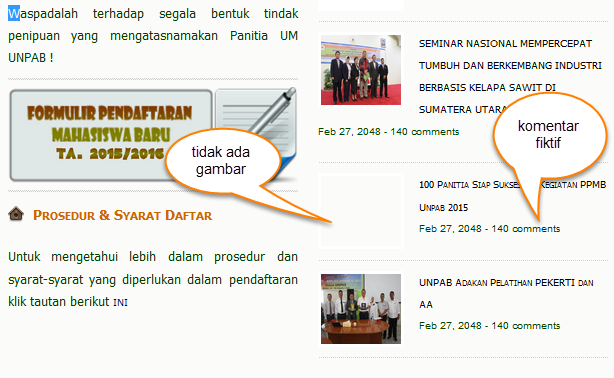 Waspadalah terhadap segala bentuk tindak
penipuan yang mengatasnamakan Panitia UM
UNPAB !
FORMULIR PENDAFTARAN
MAHASISWA BARU
TA. 2015/2016
Prosedur & Syarat Daftar
Untuk mengetahui lebih dalam prosedur dan
syarat-syarat yang diperlukan dalam pendaftaran
klik tautan berikut INI
tidak ada
gambar
SEMINAR NASIONAL MEMPERCEPAT
TUMBUH DAN BERKEMBANG INDUSTRI
BERBASIS KELAPA SAWIT DI
SUMATERA UTARA
Feb 27, 2048 - 140 comments
komentar
fiktif
100 Panitia Siap Kegiatan PPMB
Unpab 2015
Feb 27, 2048 - 140 comments
UNPAB Adakan Pelatihan PEKERTI dan
AA
Feb 27, 2048 - 140 comments